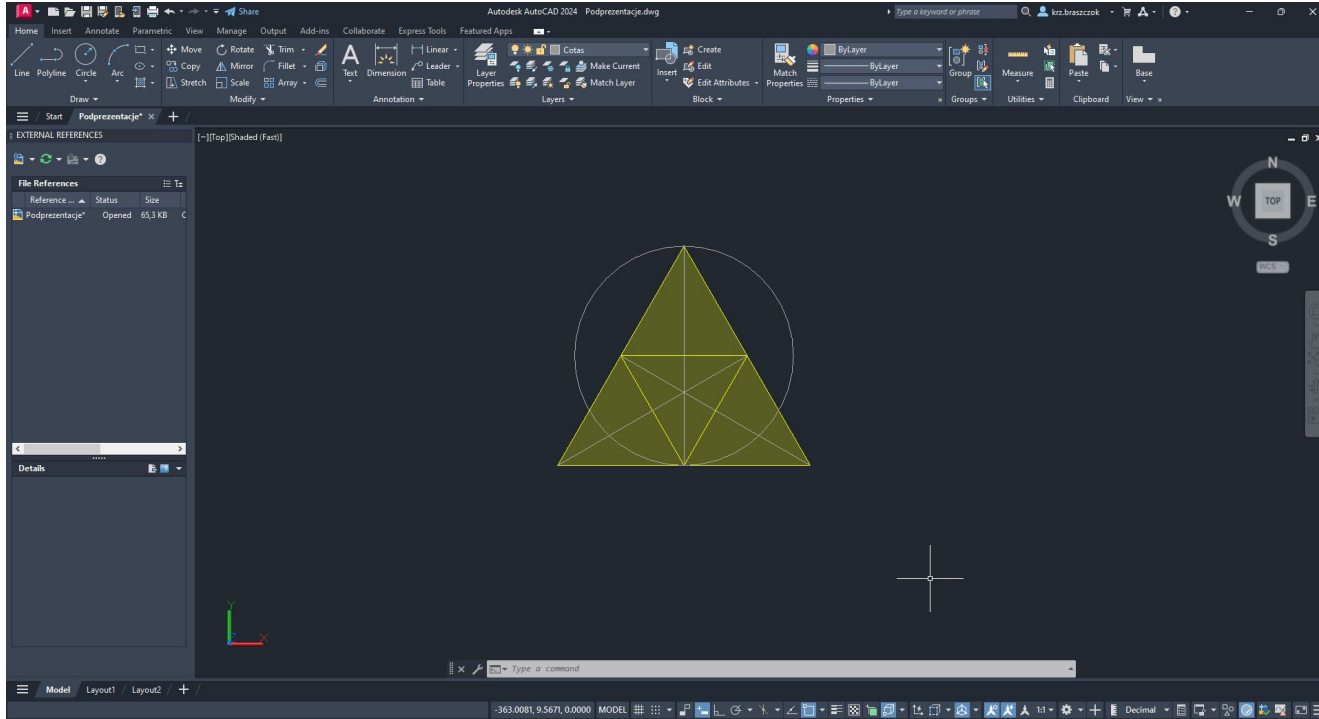 A Share Autodesk AutoCAD 2024 Podprezentacje.dwg Type a keyword or phrase krz.braszczok
Home Insert Annotate Parametric View Manage Output Add-ins Collaborate Express Tools Featured Apps
Move Rotate Trim Linear Cotas Create ByLayer
Line Polyline Circle Arc Copy Mirror Fillet Text Dimension Leader Layer Properties Make Current Insert Edit Match Properties ByLayer Group Measure Paste Base
Stretch Scale Array Table Match Layer Edit Attributes ByLayer
Draw Modify Annotation Layers Block Properties Groups Utilities Clipboard View
Start Podprezentacje* +
EXTERNAL REFERENCES
[−][Top][Shaded (Fast)]
File References
Reference ... Status Size
Podprezentacje* Opened 65,3 KB C
Details
N
W TOP E
S
WCS
Y
X
Type a command
Model Layout1 Layout2 +
-363.0081, 9.5671, 0.0000 MODEL 1:1 Decimal